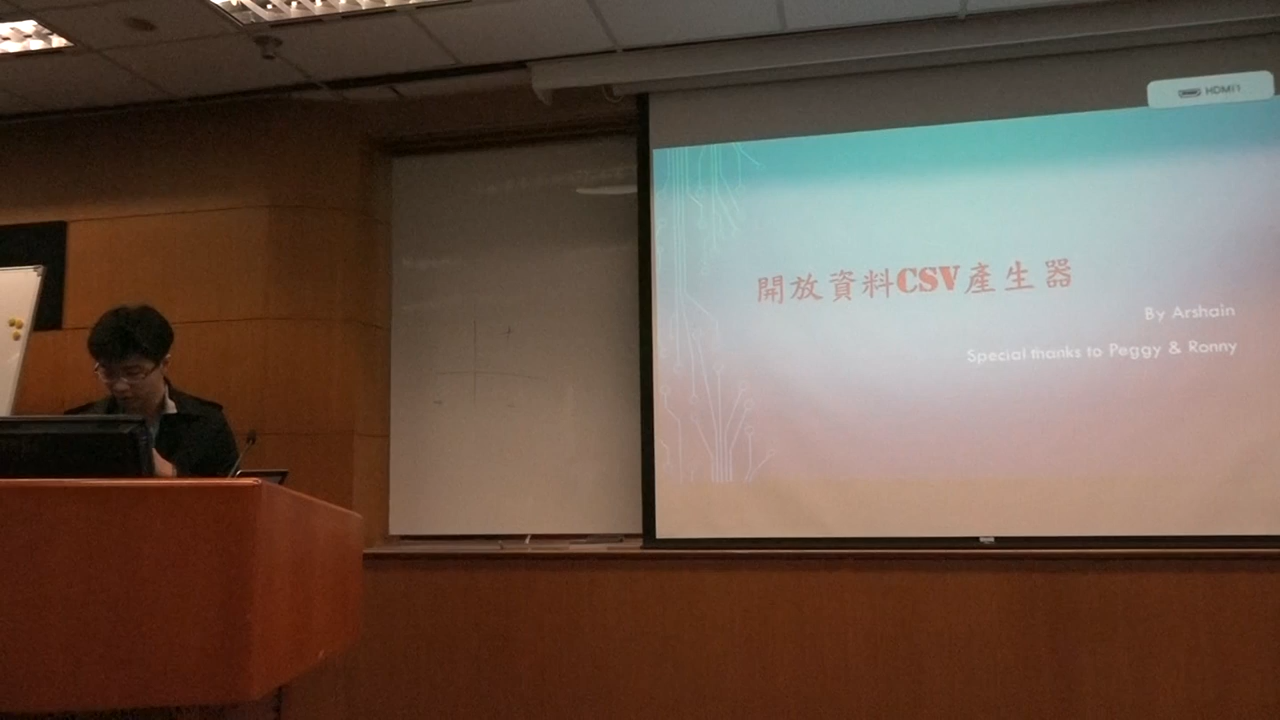 HDMI1
開放資料CSV產生器
By Arshain
Special thanks to Peggy & Ronny